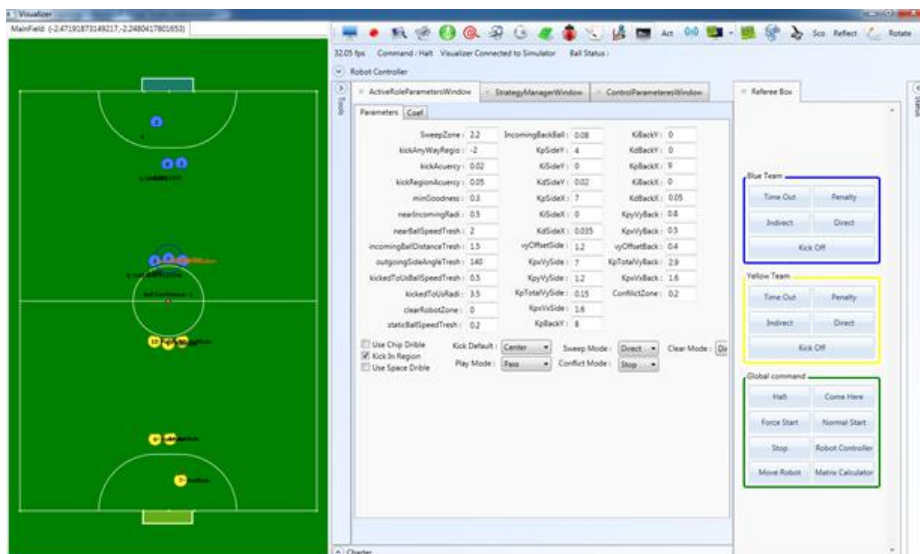 Visualizer
MainField (-2.47191873149217,-2.2480417801653)
Act
Sco Reflect Rotate
32.05 fps Command : Halt Visualizer Connected to Simulator Ball Status :
Robot Controller
Tools
ActiveRoleParametersWindow StrategyManagerWindow ControlParameteresWindow
Parameters Coef
SweepZone : 2.2 IncomingBackBall : 0.08 KiBackY : 0
kickAnyWayRegio : -2 KpSideY : 4 KdBackY : 0
kickAcuercy : 0.02 KiSideY : 0 KpBackX : 9
kickRegionAcuercy : 0.05 KdSideY : 0.02 KiBackX : 0
minGoodness : 0.3 KpSideX : 7 KdBackX : 0.05
nearIncomingRadi : 0.5 KiSideX : 0 KpyVyBack : 0.8
nearBallSpeedTresh : 2 KdSideX : 0.035 KpxVyBack : 0.5
incomingBallDistanceTresh : 1.5 vyOffsetSide : 1.2 vyOffsetBack : 0.4
outgoingSideAngleTresh : 140 KpxVySide : 7 KpTotalVyBack : 2.9
kickedToUsBallSpeedTresh : 0.5 KpyVySide : 1.2 KpxVxBack : 1.6
kickedToUsRadi : 3.5 KpTotalVySide : 0.15 ConflictZone : 0.2
clearRobotZone : 0 KpxVxSide : 1.6
staticBallSpeedTresh : 0.2 KpBackY : 8
Use Chip Drible Kick Default : Center Sweep Mode : Direct Clear Mode :
Kick In Region Play Mode : Pass Conflict Mode : Stop
Use Space Drible
Referee Box
Blue Team
Time Out Penalty
Indirect Direct
Kick Off
Yellow Team
Time Out Penalty
Indirect Direct
Kick Off
Global command
Halt Come Here
Force Start Normal Start
Stop Robot Controller
Move Robot Matrix Calculator
Status
Charter